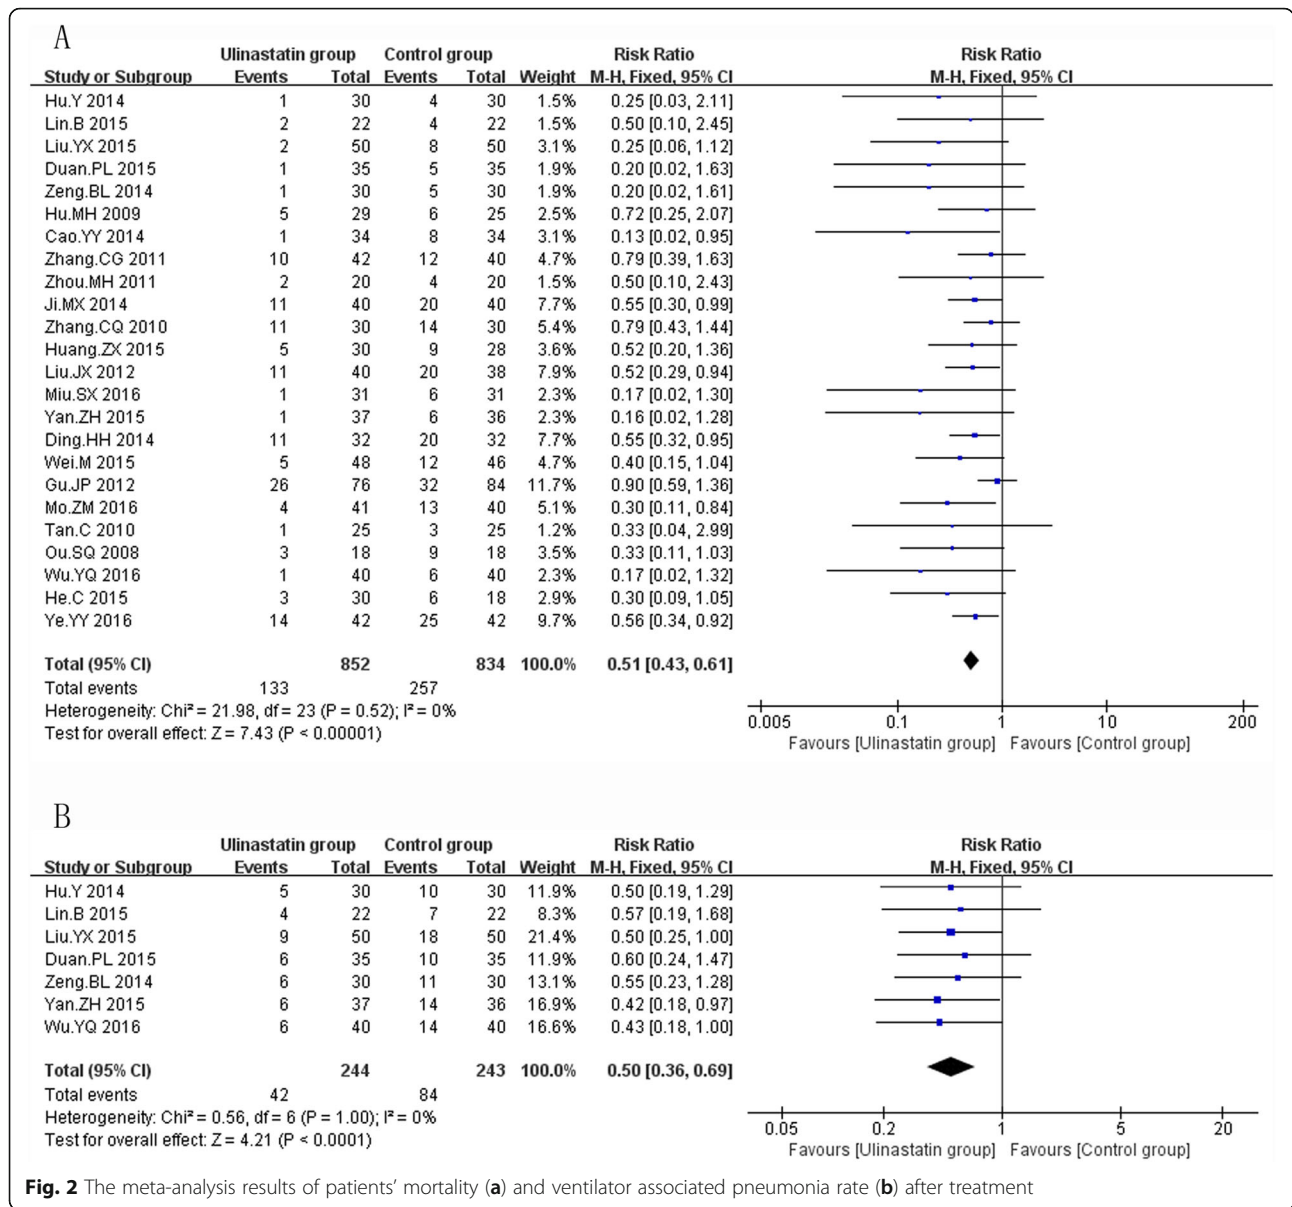 A
Ulinastatin group Control group Risk Ratio Risk Ratio
Study or Subgroup Events Total Events Total Weight M-H, Fixed, 95% CI M-H, Fixed, 95% CI
Hu.Y 2014 1 30 4 30 1.5% 0.25 [0.03, 2.11]
Lin.B 2015 2 22 4 22 1.5% 0.50 [0.10, 2.45]
Liu.YX 2015 2 50 8 50 3.1% 0.25 [0.06, 1.12]
Duan.PL 2015 1 35 5 35 1.9% 0.20 [0.02, 1.63]
Zeng.BL 2014 1 30 5 30 1.9% 0.20 [0.02, 1.61]
Hu.MH 2009 5 29 6 25 2.5% 0.72 [0.25, 2.07]
Cao.YY 2014 1 34 8 34 3.1% 0.13 [0.02, 0.95]
Zhang.CG 2011 10 42 12 40 4.7% 0.79 [0.39, 1.63]
Zhou.MH 2011 2 20 4 20 1.5% 0.50 [0.10, 2.43]
Ji.MX 2014 11 40 20 40 7.7% 0.55 [0.30, 0.99]
Zhang.CQ 2010 11 30 14 30 5.4% 0.79 [0.43, 1.44]
Huang.ZX 2015 5 30 9 28 3.6% 0.52 [0.20, 1.36]
Liu.JX 2012 11 40 20 38 7.9% 0.52 [0.29, 0.94]
Miu.SX 2016 1 31 6 31 2.3% 0.17 [0.02, 1.30]
Yan.ZH 2015 1 37 6 36 2.3% 0.16 [0.02, 1.28]
Ding.HH 2014 11 32 20 32 7.7% 0.55 [0.32, 0.95]
Wei.M 2015 5 48 12 46 4.7% 0.40 [0.15, 1.04]
Gu.JP 2012 26 76 32 84 11.7% 0.90 [0.59, 1.36]
Mo.ZM 2016 4 41 13 40 5.1% 0.30 [0.11, 0.84]
Tan.C 2010 1 25 3 25 1.2% 0.33 [0.04, 2.99]
Ou.SQ 2008 3 18 9 18 3.5% 0.33 [0.11, 1.03]
Wu.YQ 2016 1 40 6 40 2.3% 0.17 [0.02, 1.32]
He.C 2015 3 30 6 18 2.9% 0.30 [0.09, 1.05]
Ye.YY 2016 14 42 25 42 9.7% 0.56 [0.34, 0.92]
Total (95% CI) 852 834 100.0% 0.51 [0.43, 0.61]
Total events 133 257
Heterogeneity: Chi² = 21.98, df = 23 (P = 0.52); I² = 0%
Test for overall effect: Z = 7.43 (P < 0.00001)
0.005 0.1 1 10 200
Favours [Ulinastatin group] Favours [Control group]
B
Ulinastatin group Control group Risk Ratio Risk Ratio
Study or Subgroup Events Total Events Total Weight M-H, Fixed, 95% CI M-H, Fixed, 95% CI
Hu.Y 2014 5 30 10 30 11.9% 0.50 [0.19, 1.29]
Lin.B 2015 4 22 7 22 8.3% 0.57 [0.19, 1.68]
Liu.YX 2015 9 50 18 50 21.4% 0.50 [0.25, 1.00]
Duan.PL 2015 6 35 10 35 11.9% 0.60 [0.24, 1.47]
Zeng.BL 2014 6 30 11 30 13.1% 0.55 [0.23, 1.28]
Yan.ZH 2015 6 37 14 36 16.9% 0.42 [0.18, 0.97]
Wu.YQ 2016 6 40 14 40 16.6% 0.43 [0.18, 1.00]
Total (95% CI) 244 243 100.0% 0.50 [0.36, 0.69]
Total events 42 84
Heterogeneity: Chi² = 0.56, df = 6 (P = 1.00); I² = 0%
Test for overall effect: Z = 4.21 (P < 0.0001)
0.05 0.2 1 5 20
Favours [Ulinastatin group] Favours [Control group]
Fig. 2 The meta-analysis results of patients’ mortality (a) and ventilator associated pneumonia rate (b) after treatment